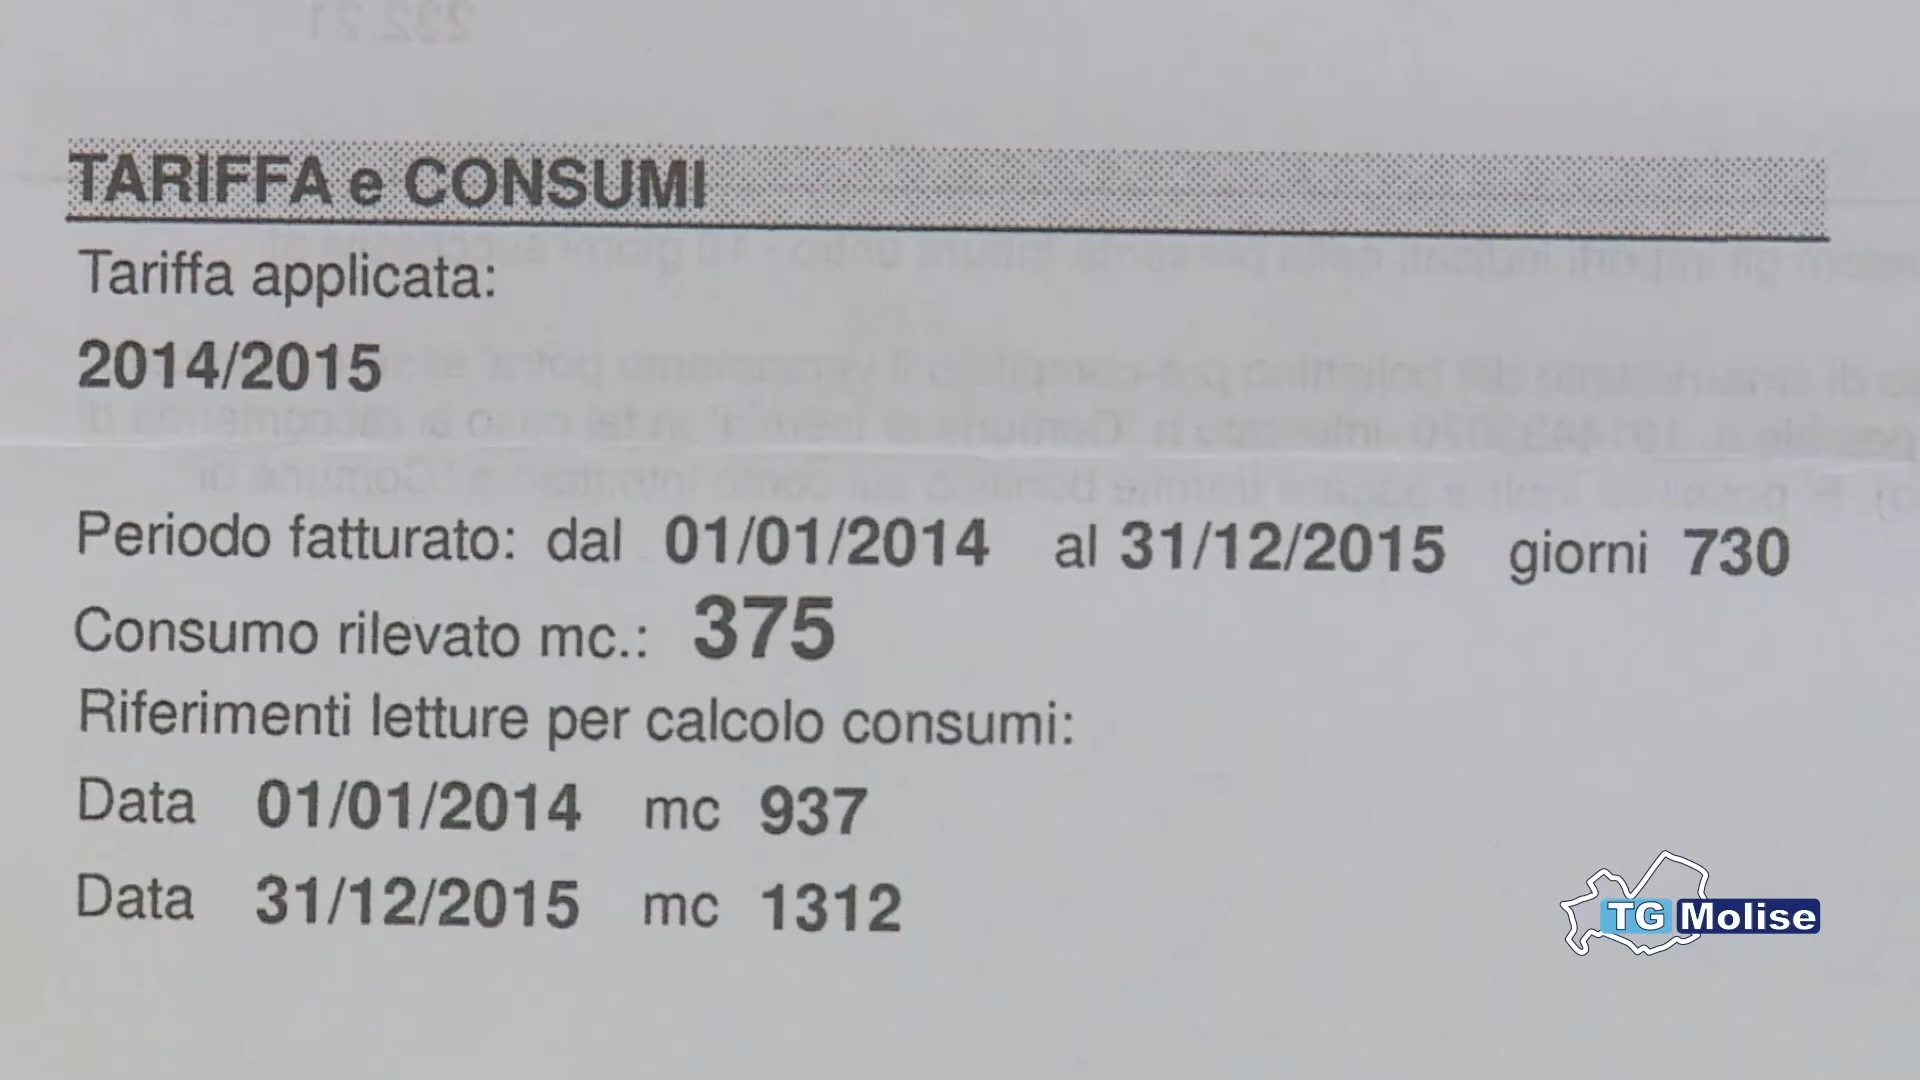 TARIFFA e CONSUMI
Tariffa applicata:
2014/2015
Periodo fatturato: dal 01/01/2014 al 31/12/2015 giorni 730
Consumo rilevato mc.: 375
Riferimenti letture per calcolo consumi:
Data 01/01/2014 mc 937
Data 31/12/2015 mc 1312
TG Molise